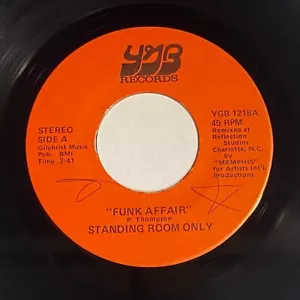 YGB
RECORDS
STEREO
SIDE A
Gilchrist Music
Pub. BMI
Time 3:41
YGB 1218A
45 RPM
Remixed at
Reflection
Studios
Charlotte, N.C.
by
"MEMPHIS"
for Artists Int'l
Productions
"FUNK AFFAIR"
P. Thompson
STANDING ROOM ONLY